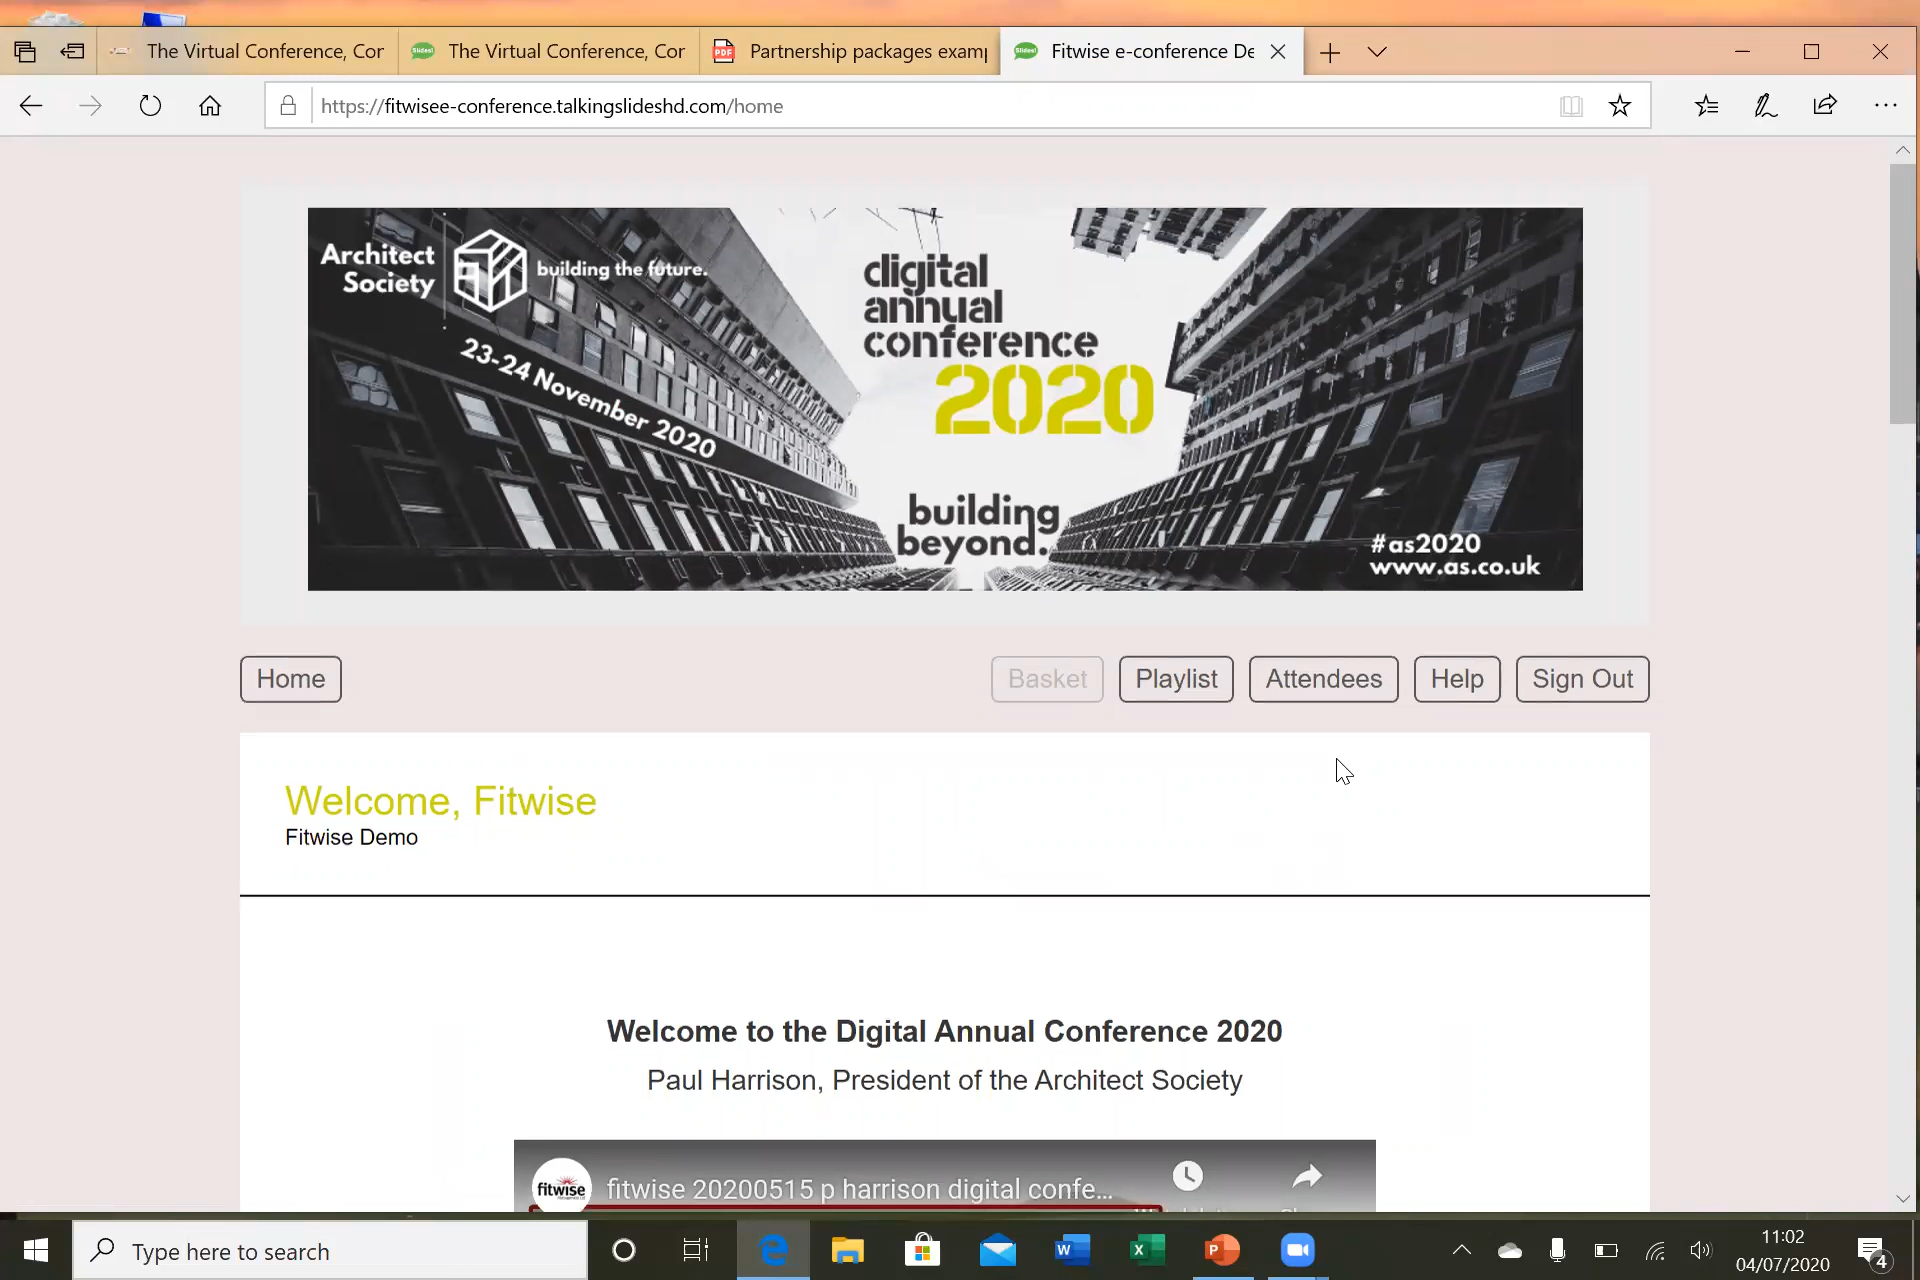 The Virtual Conference, Cor
The Virtual Conference, Cor
PDF
Partnership packages exam
Slides!
Fitwise e-conference De
https://fitwisee-conference.talkingslideshd.com/home
Architect
Society
building the future.
23-24 November 2020
digital
annual
conference
2020
building
beyond.
#as2020
www.as.co.uk
Home
Basket
Playlist
Attendees
Help
Sign Out
Welcome, Fitwise
Fitwise Demo
Welcome to the Digital Annual Conference 2020
Paul Harrison, President of the Architect Society
fitwise
fitwise 20200515 p harrison digital confe...
Type here to search
11:02
04/07/2020
4